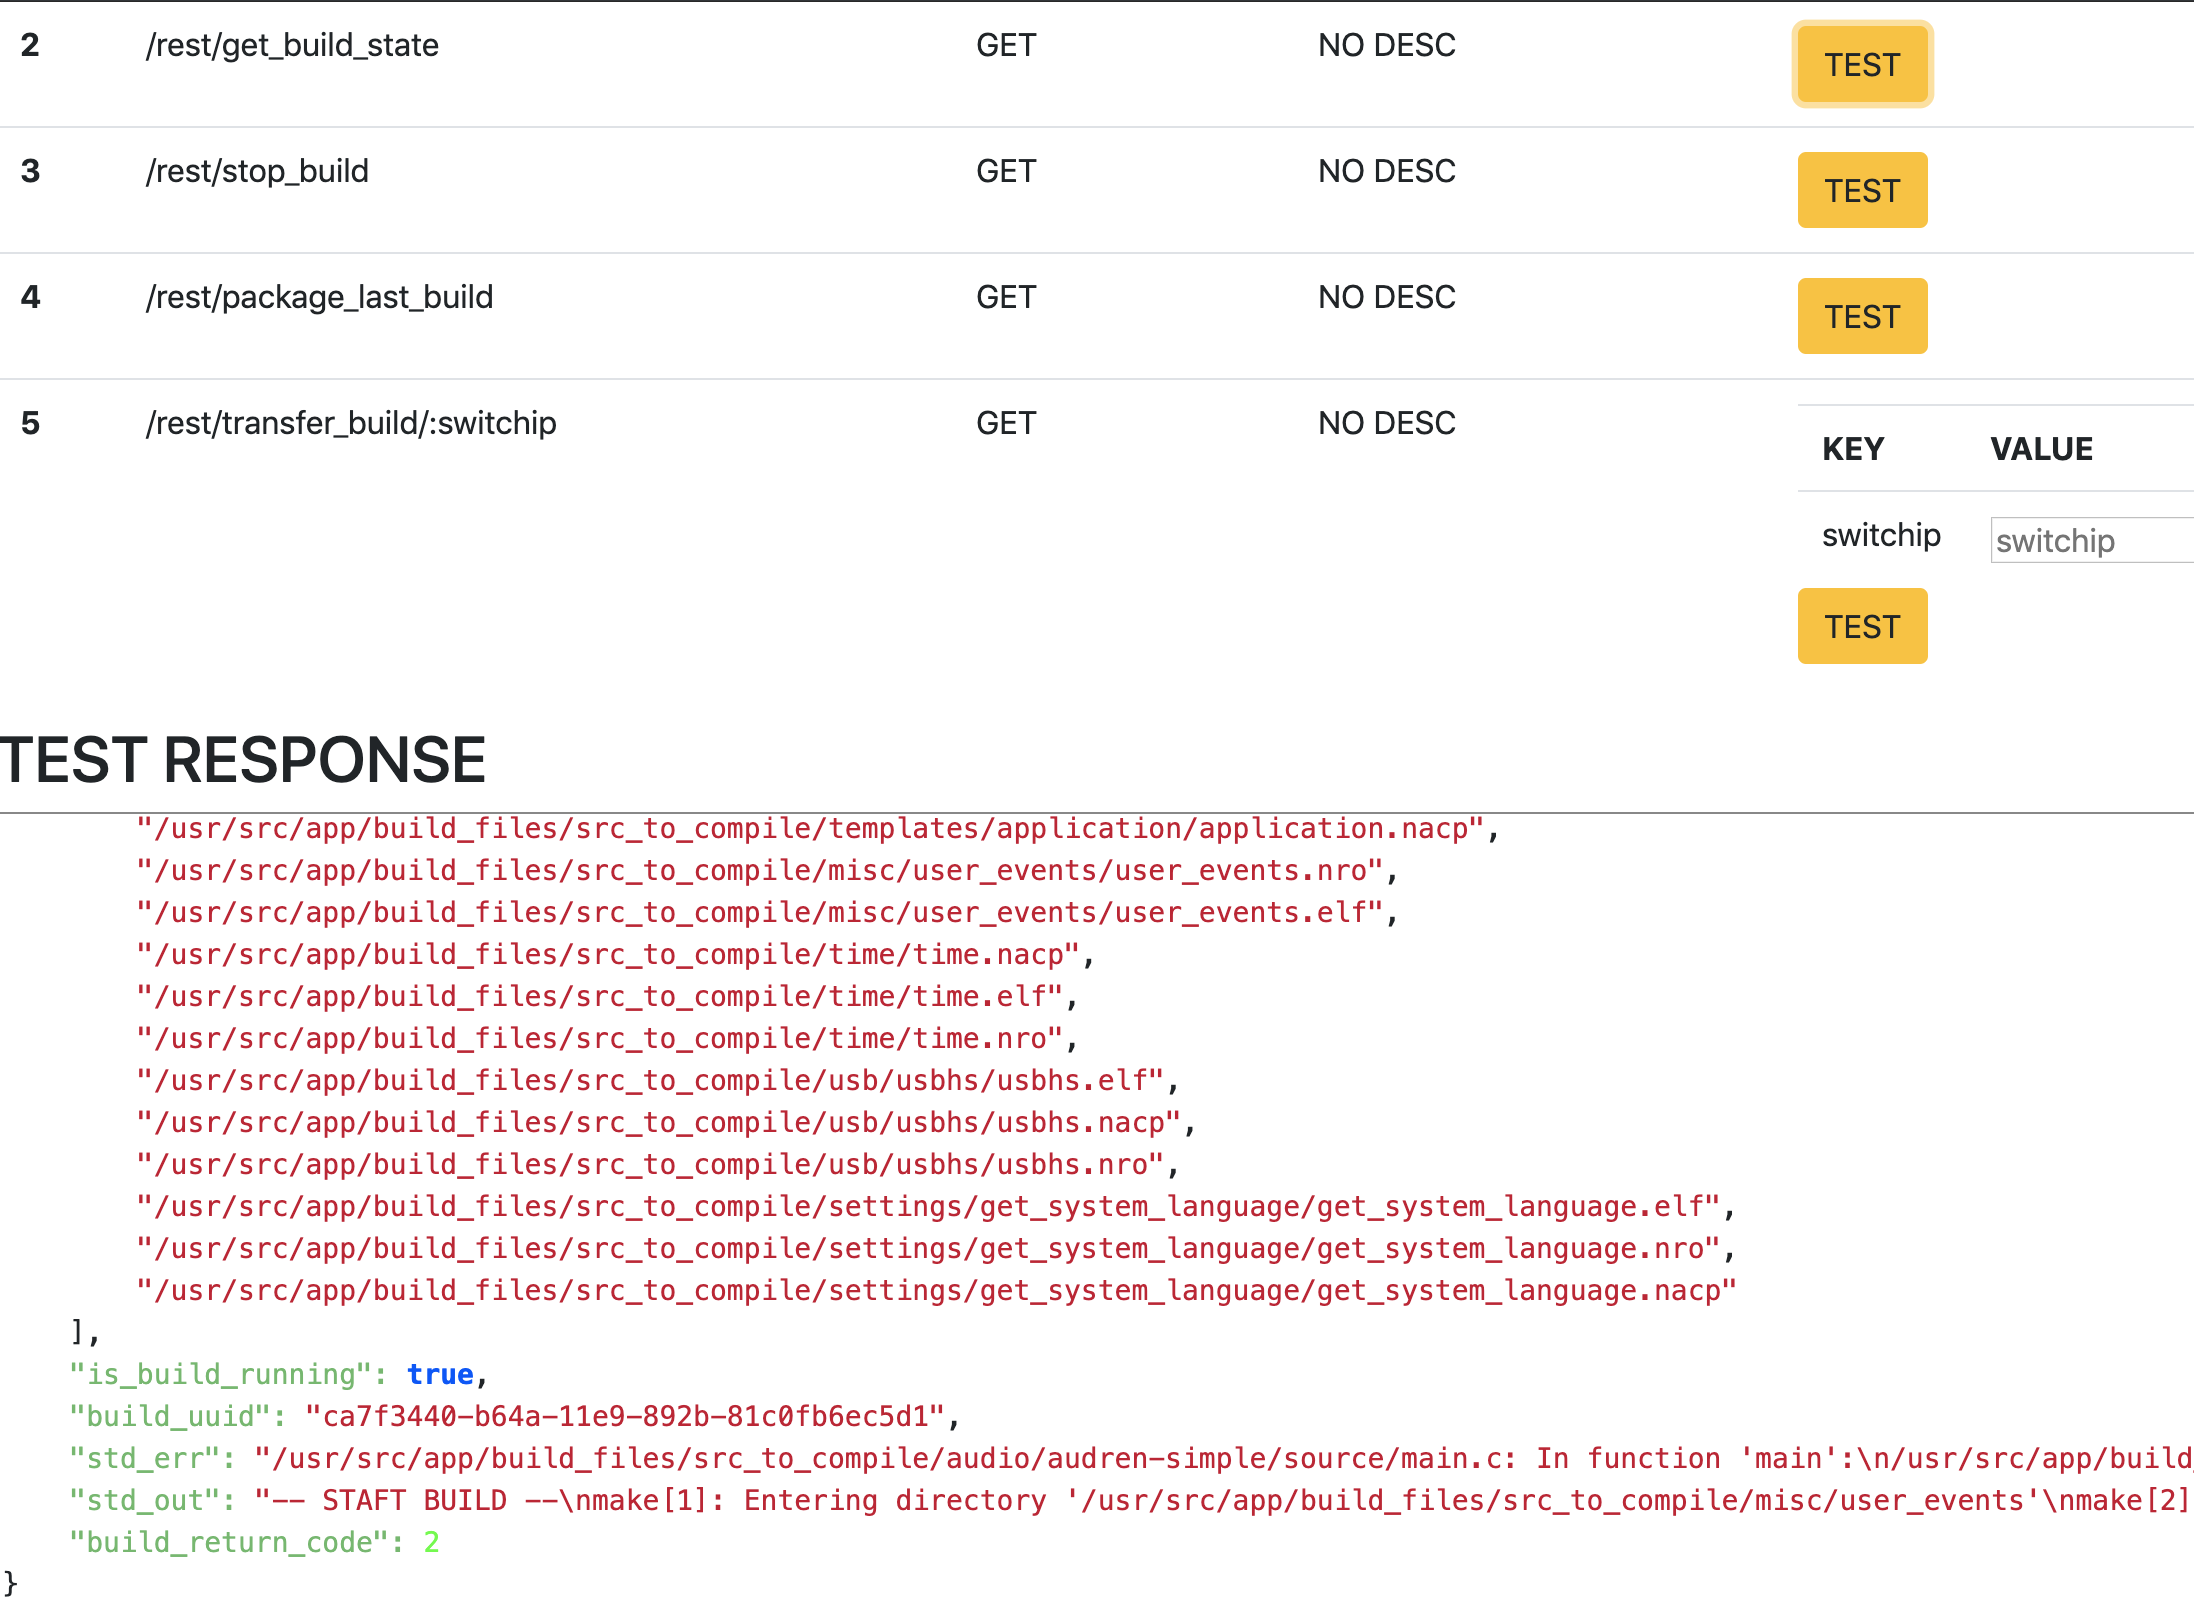 2 /rest/get_build_state GET NO DESC TEST
3 /rest/stop_build GET NO DESC TEST
4 /rest/package_last_build GET NO DESC TEST
5 /rest/transfer_build/:switchip GET NO DESC
KEY VALUE
switchip switchip
TEST
TEST RESPONSE
"/usr/src/app/build_files/src_to_compile/templates/application/application.nacp",
"/usr/src/app/build_files/src_to_compile/misc/user_events/user_events.nro",
"/usr/src/app/build_files/src_to_compile/misc/user_events/user_events.elf",
"/usr/src/app/build_files/src_to_compile/time/time.nacp",
"/usr/src/app/build_files/src_to_compile/time/time.elf",
"/usr/src/app/build_files/src_to_compile/time/time.nro",
"/usr/src/app/build_files/src_to_compile/usb/usbhs/usbhs.elf",
"/usr/src/app/build_files/src_to_compile/usb/usbhs/usbhs.nacp",
"/usr/src/app/build_files/src_to_compile/usb/usbhs/usbhs.nro",
"/usr/src/app/build_files/src_to_compile/settings/get_system_language/get_system_language.elf",
"/usr/src/app/build_files/src_to_compile/settings/get_system_language/get_system_language.nro",
"/usr/src/app/build_files/src_to_compile/settings/get_system_language/get_system_language.nacp"
],
"is_build_running": true,
"build_uuid": "ca7f3440-b64a-11e9-892b-81c0fb6ec5d1",
"std_err": "/usr/src/app/build_files/src_to_compile/audio/audren-simple/source/main.c: In function 'main':\n/usr/src/app/build_
"std_out": "-- STAFT BUILD --\nmake[1]: Entering directory '/usr/src/app/build_files/src_to_compile/misc/user_events'\nmake[2]
"build_return_code": 2
}